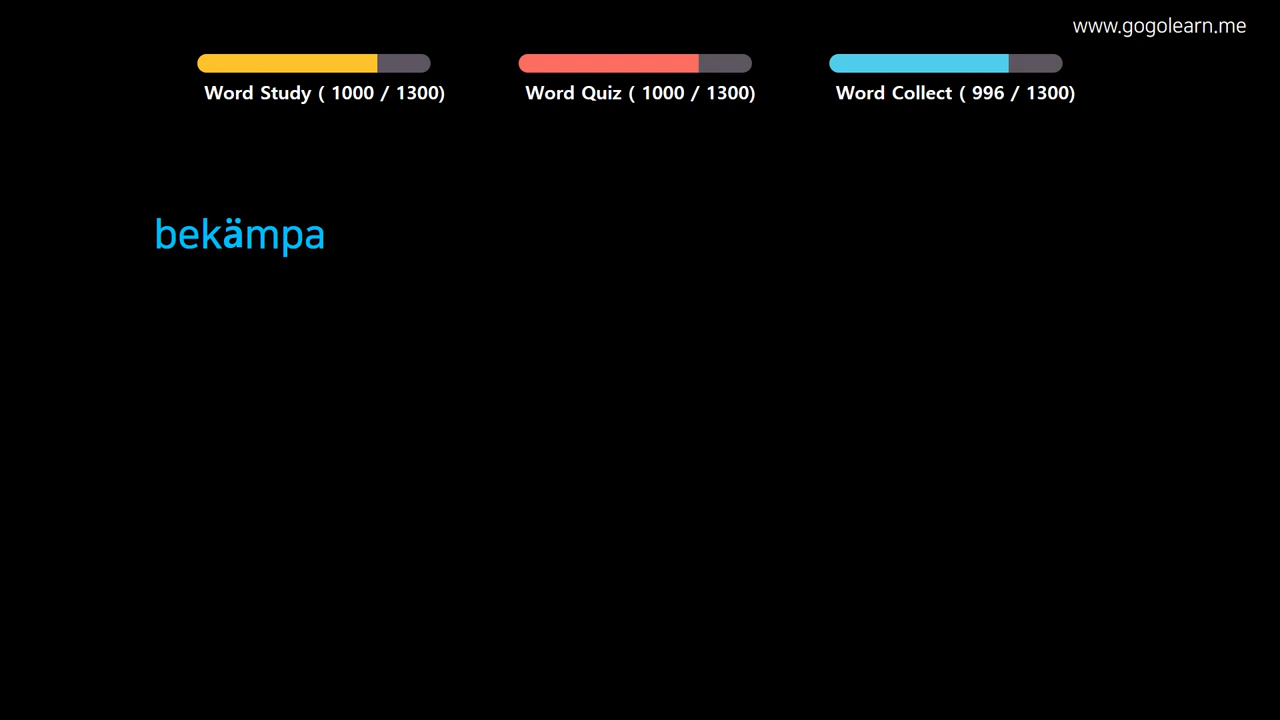 www.gogolearn.me
Word Study ( 1000 / 1300)
Word Quiz ( 1000 / 1300)
Word Collect ( 996 / 1300)
bekämpa